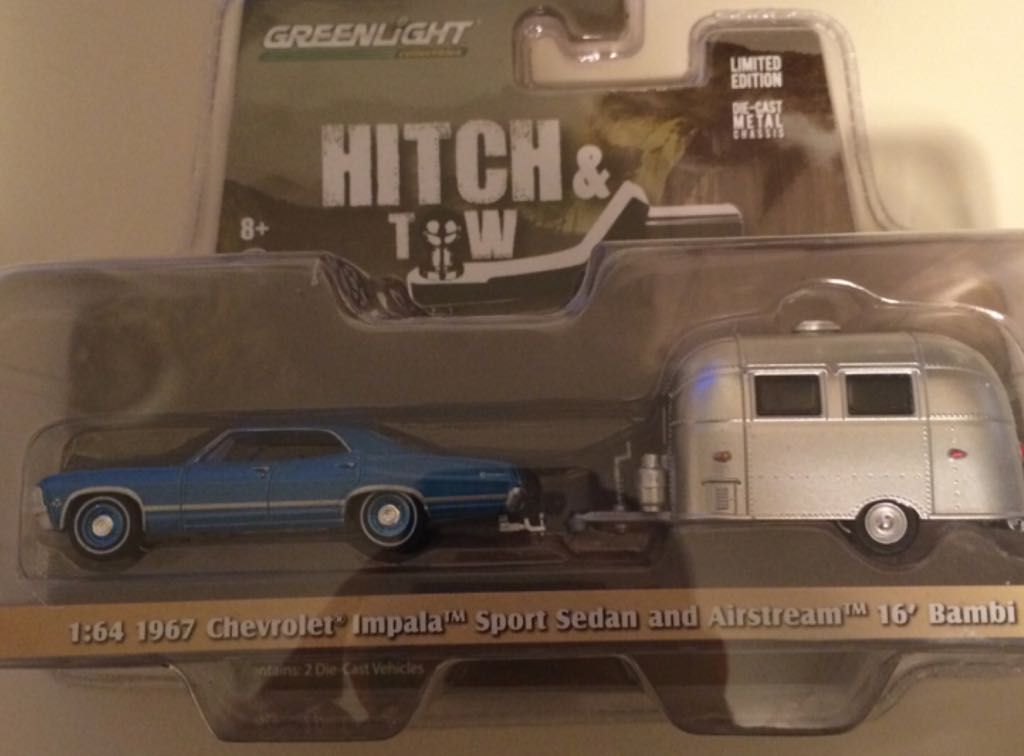 GREENLIGHT
LIMITED
EDITION
DIE-CAST
METAL
CHASSIS
HITCH &
TOW
8+
1:64 1967 Chevrolet® Impala™ Sport Sedan and Airstream™ 16' Bambi
ontains: 2 Die-Cast Vehicles